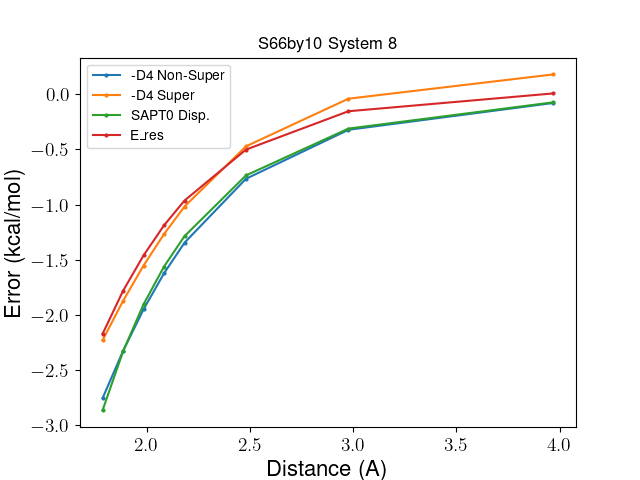 S66by10 System 8
-D4 Non-Super
-D4 Super
SAPT0 Disp.
E_res
0.0
−0.5
−1.0
−1.5
−2.0
−2.5
−3.0
Error (kcal/mol)
2.0 2.5 3.0 3.5 4.0
Distance (A)